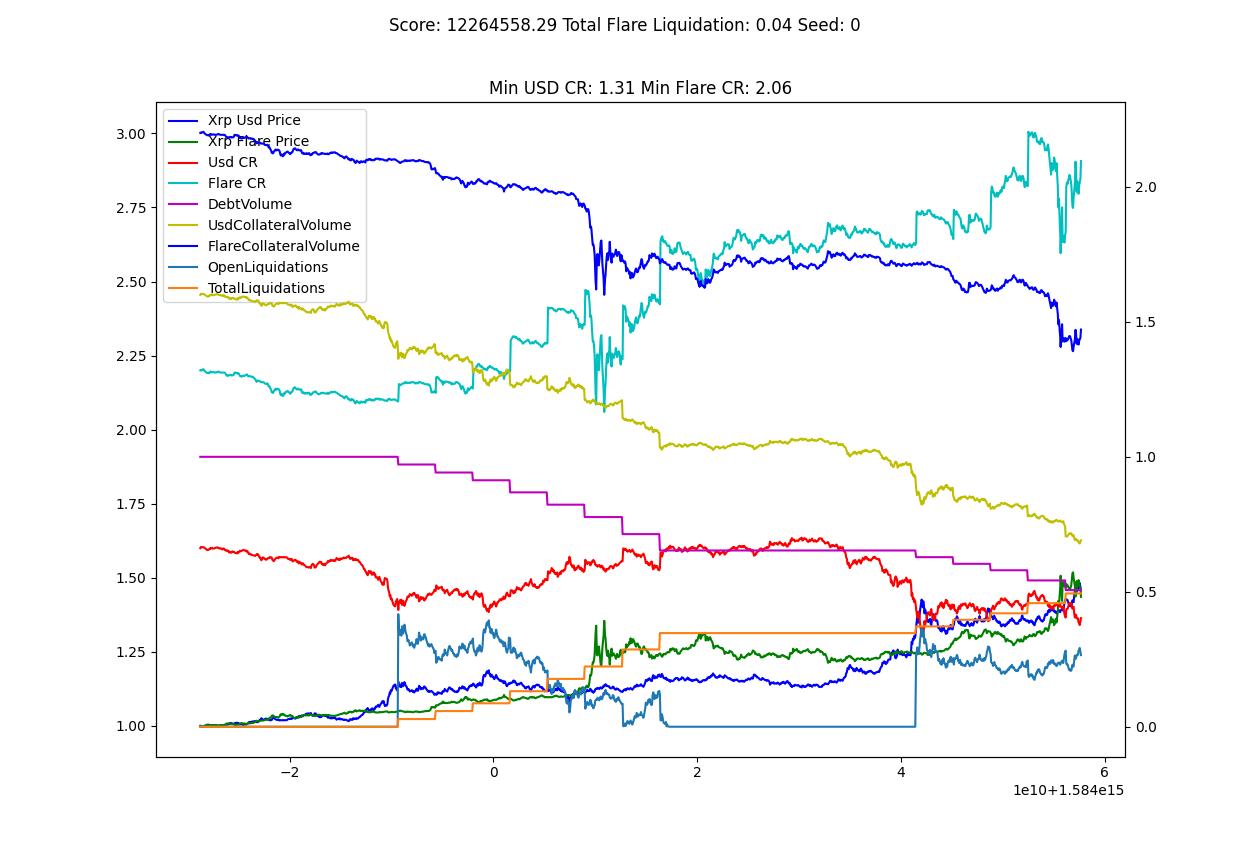 Score: 12264558.29 Total Flare Liquidation: 0.04 Seed: 0
Min USD CR: 1.31 Min Flare CR: 2.06
Xrp Usd Price
Xrp Flare Price
Usd CR
Flare CR
DebtVolume
UsdCollateralVolume
FlareCollateralVolume
OpenLiquidations
TotalLiquidations
3.00
2.75
2.50
2.25
2.00
1.75
1.50
1.25
1.00
2.0
1.5
1.0
0.5
0.0
−2 0 2 4 6
1e10+1.584e15